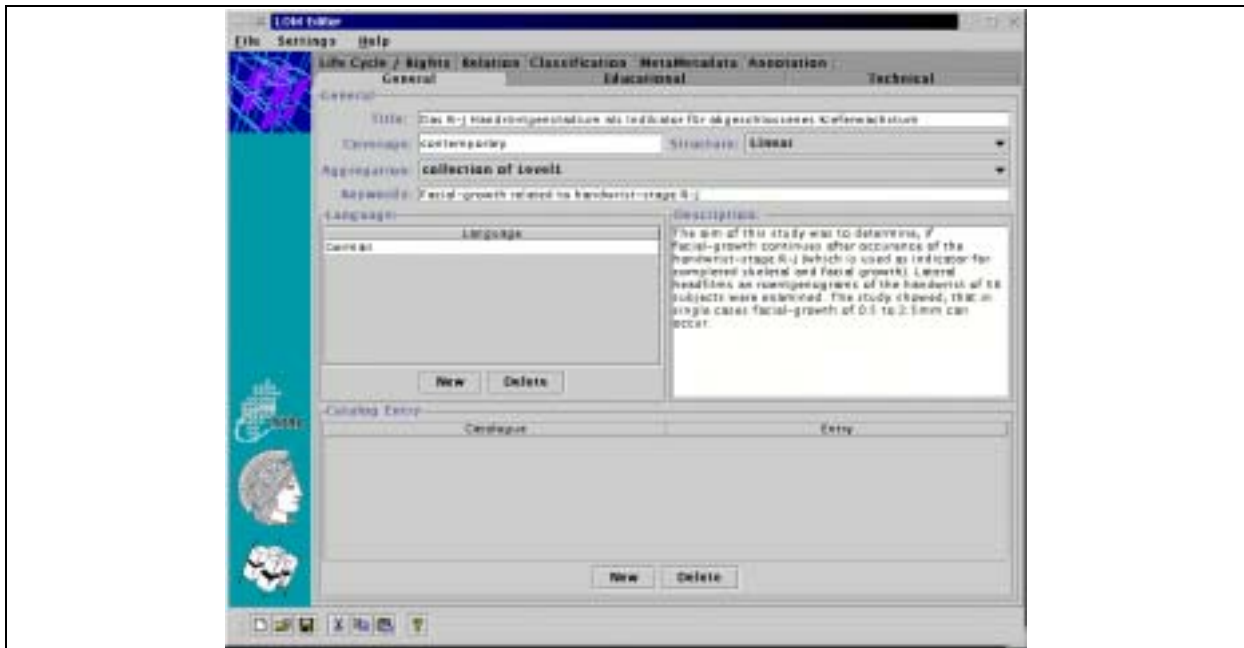 LOM Editor
File Settings Help
Life Cycle / Rights Relation Classification MetaMetadata Annotation
General Educational Technical
General
Title: Das R-J Handröntgenstadium als Indikator für abgeschlossenes Kieferwachstum
Coverage: contemporary Structure: Linear
Aggregation: collection of Level1
Keywords: Facial-growth related to handwrist-stage R-J
Language: Description:
Language
German
The aim of this study was to determine, if
facial-growth continues after occurance of the
handwrist-stage R-J (which is used as indicator for
completed skeletal and facial growth). Lateral
headfilms an roentgenograms of the handwrist of 58
subjects were examined. The study showed, that in
single cases facial-growth of 0.5 to 2.5mm can
occur.
New Delete
Catalog Entry
Catalogue Entry
New Delete